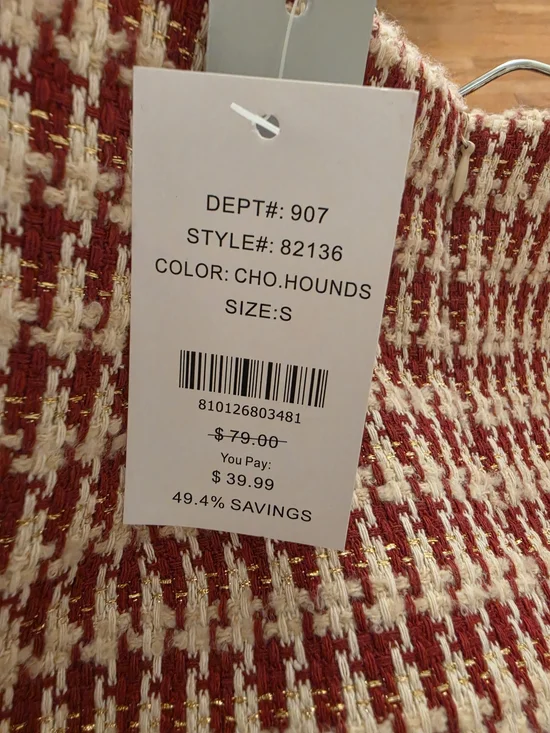 DEPT#: 907
STYLE#: 82136
COLOR: CHO.HOUNDS
SIZE:S
810126803481
$ 79.00
You Pay:
$ 39.99
49.4% SAVINGS